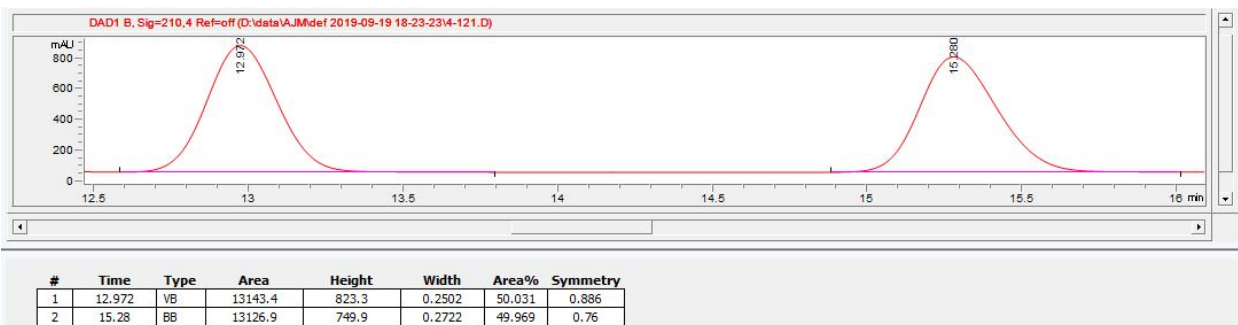 DAD1 B, Sig=210,4 Ref=off (D:\data\AJM\def 2019-09-19 18-23-23\4-121.D)
mAU
800
600
400
200
0
12.972
15.280
12.5 13 13.5 14 14.5 15 15.5 16 min
# Time Type Area Height Width Area% Symmetry
1 12.972 VB 13143.4 823.3 0.2502 50.031 0.886
2 15.28 BB 13126.9 749.9 0.2722 49.969 0.76